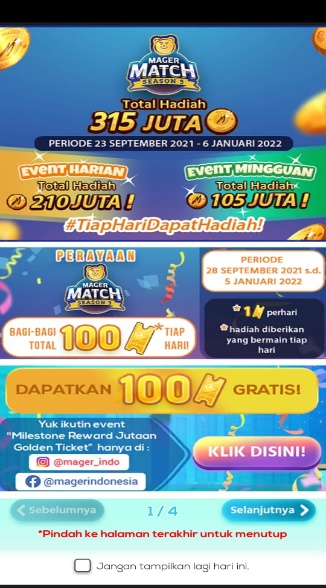 MAGER
MATCH
SEASON 3
Total Hadiah
315 JUTA
PERIODE 23 SEPTEMBER 2021 - 6 JANUARI 2022
EVENT HARIAN
Total Hadiah
210 JUTA !
EVENT MINGGUAN
Total Hadiah
105 JUTA !
#TiapHariDapatHadiah!
PERAYAAN
MAGER
MATCH
SEASON 3
BAGI-BAGI
TOTAL 100 * TIAP
HARI!
PERIODE
28 SEPTEMBER 2021 s.d.
5 JANUARI 2022
1 perhari
hadiah diberikan
yang bermain tiap
hari
DAPATKAN 100 GRATIS!
Yuk ikutin event
"Milestone Reward Jutaan
Golden Ticket" hanya di :
@mager_indo
@magerindonesia
KLIK DISINI!
Sebelumnya
1 / 4
Selanjutnya
*Pindah ke halaman terakhir untuk menutup
Jangan tampilkan lagi hari ini.